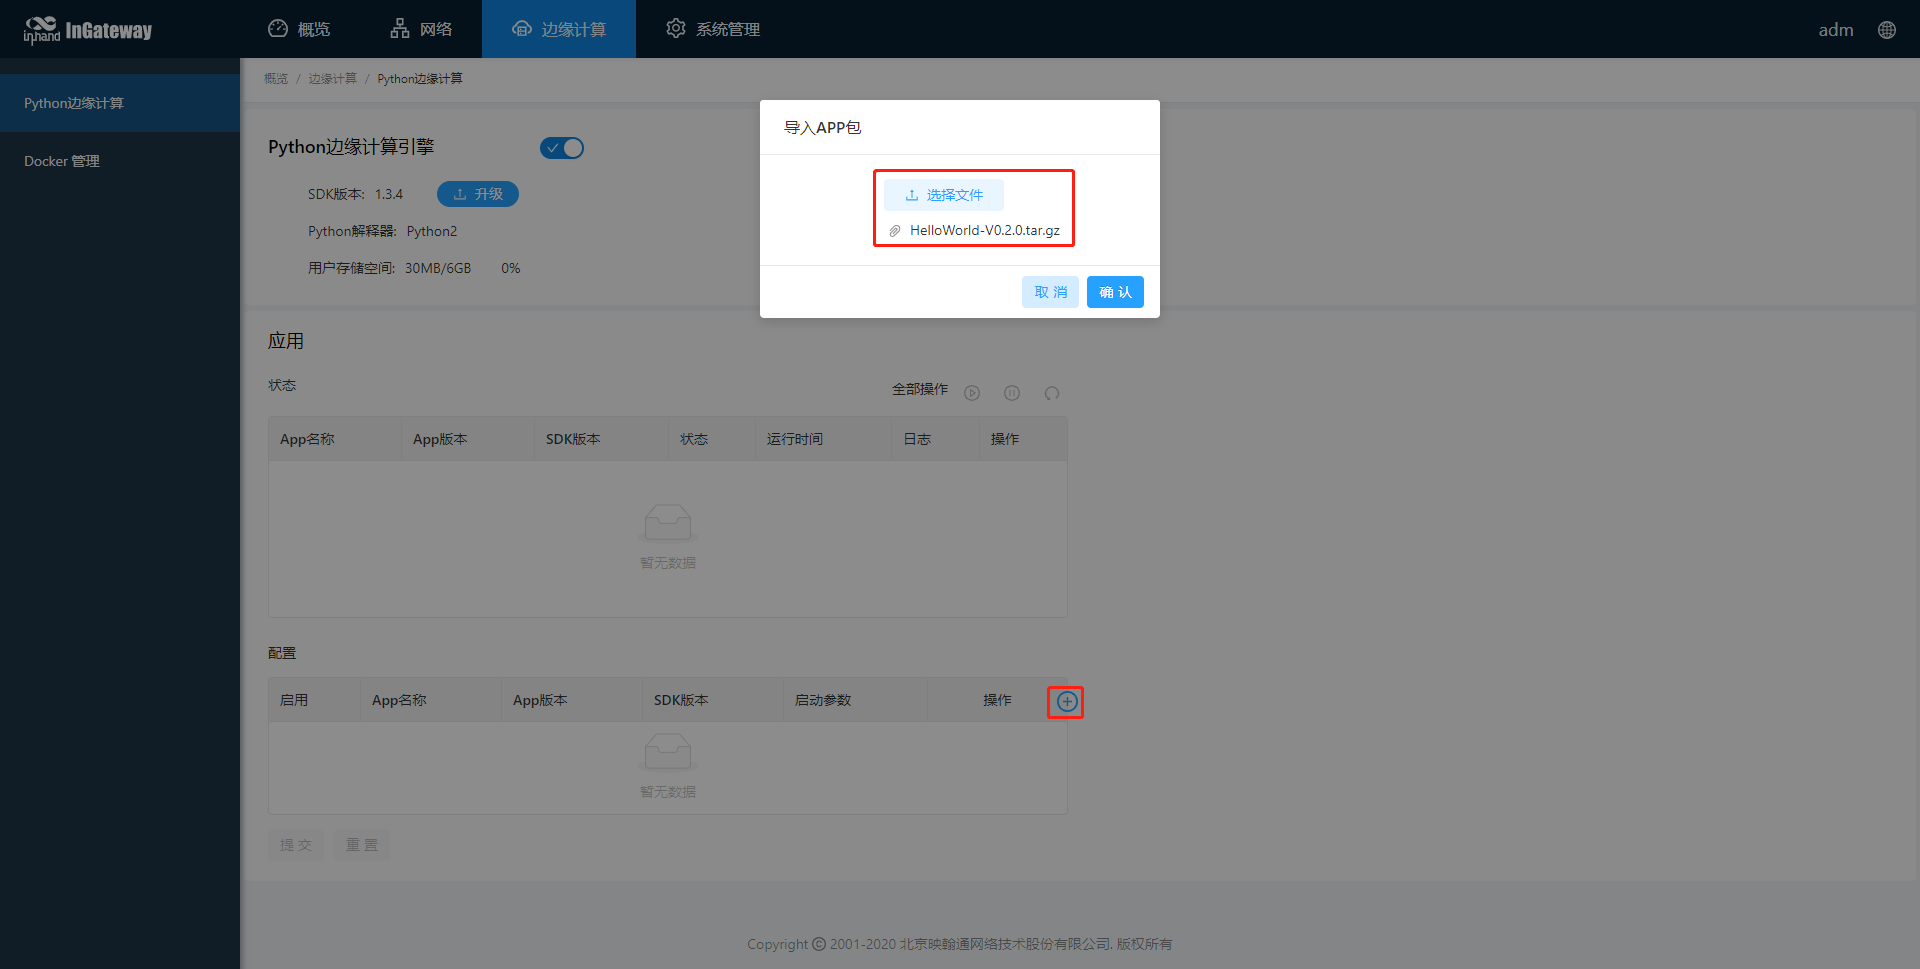 inhand InGateway
概览
网络
边缘计算
系统管理
adm
Python边缘计算
Docker 管理
概览 / 边缘计算 / Python边缘计算
Python边缘计算引擎
SDK版本: 1.3.4
升级
Python解释器: Python2
用户存储空间: 30MB/6GB 0%
导入APP包
选择文件
HelloWorld-V0.2.0.tar.gz
取 消
确 认
应用
状态
全部操作
App名称 App版本 SDK版本 状态 运行时间 日志 操作
暂无数据
配置
启用 App名称 App版本 SDK版本 启动参数 操作
暂无数据
提 交
重 置
Copyright © 2001-2020 北京映翰通网络技术股份有限公司. 版权所有